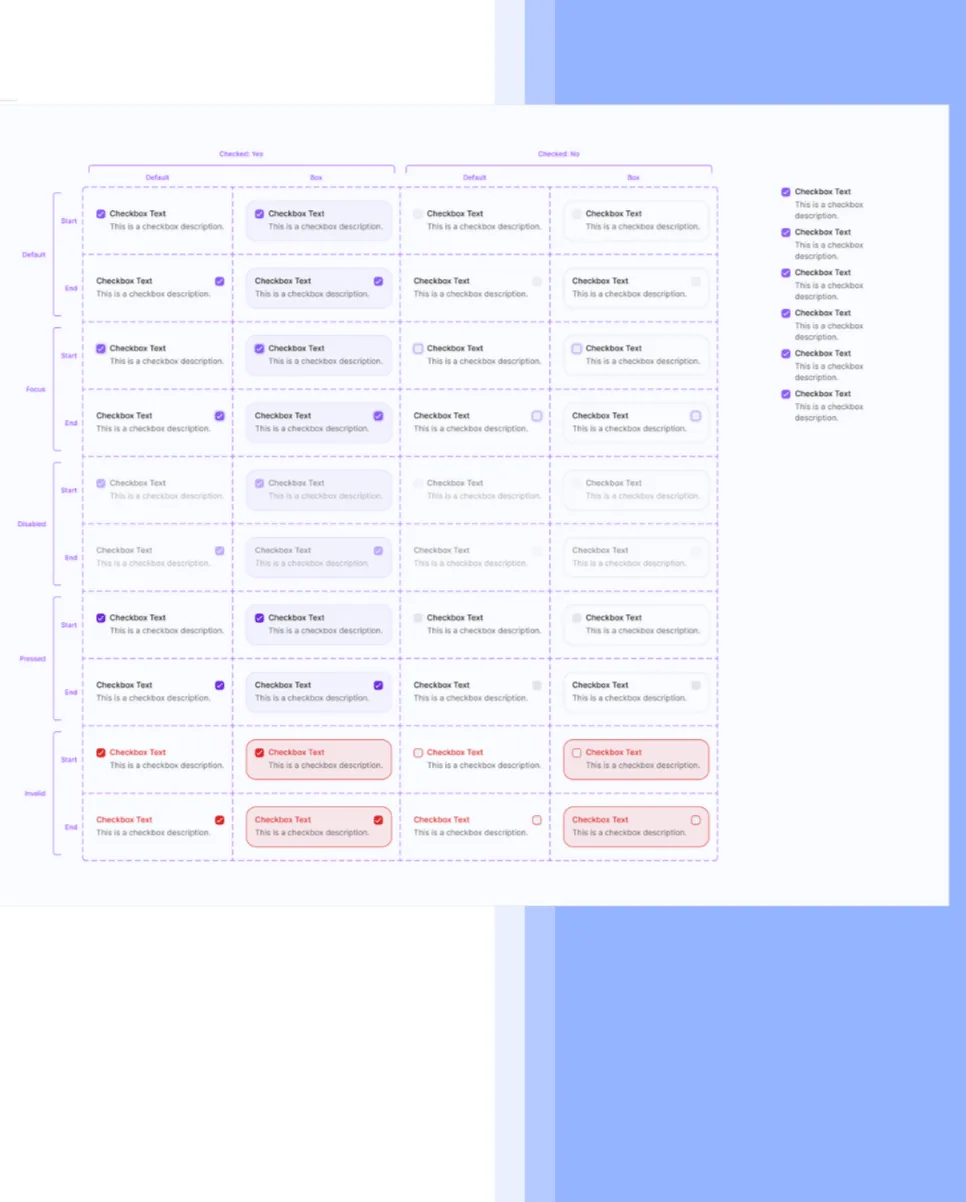 Checked: Yes
Checked: No
Default
Box
Default
Box
Default
Start
Checkbox Text
This is a checkbox description.
Checkbox Text
This is a checkbox description.
Checkbox Text
This is a checkbox description.
Checkbox Text
This is a checkbox description.
End
Checkbox Text
This is a checkbox description.
Checkbox Text
This is a checkbox description.
Checkbox Text
This is a checkbox description.
Checkbox Text
This is a checkbox description.
Focus
Start
Checkbox Text
This is a checkbox description.
Checkbox Text
This is a checkbox description.
Checkbox Text
This is a checkbox description.
Checkbox Text
This is a checkbox description.
End
Checkbox Text
This is a checkbox description.
Checkbox Text
This is a checkbox description.
Checkbox Text
This is a checkbox description.
Checkbox Text
This is a checkbox description.
Disabled
Start
Checkbox Text
This is a checkbox description.
Checkbox Text
This is a checkbox description.
Checkbox Text
This is a checkbox description.
Checkbox Text
This is a checkbox description.
End
Checkbox Text
This is a checkbox description.
Checkbox Text
This is a checkbox description.
Checkbox Text
This is a checkbox description.
Checkbox Text
This is a checkbox description.
Pressed
Start
Checkbox Text
This is a checkbox description.
Checkbox Text
This is a checkbox description.
Checkbox Text
This is a checkbox description.
Checkbox Text
This is a checkbox description.
End
Checkbox Text
This is a checkbox description.
Checkbox Text
This is a checkbox description.
Checkbox Text
This is a checkbox description.
Checkbox Text
This is a checkbox description.
Invalid
Start
Checkbox Text
This is a checkbox description.
Checkbox Text
This is a checkbox description.
Checkbox Text
This is a checkbox description.
Checkbox Text
This is a checkbox description.
End
Checkbox Text
This is a checkbox description.
Checkbox Text
This is a checkbox description.
Checkbox Text
This is a checkbox description.
Checkbox Text
This is a checkbox description.
Checkbox Text
This is a checkbox
description.
Checkbox Text
This is a checkbox
description.
Checkbox Text
This is a checkbox
description.
Checkbox Text
This is a checkbox
description.
Checkbox Text
This is a checkbox
description.
Checkbox Text
This is a checkbox
description.